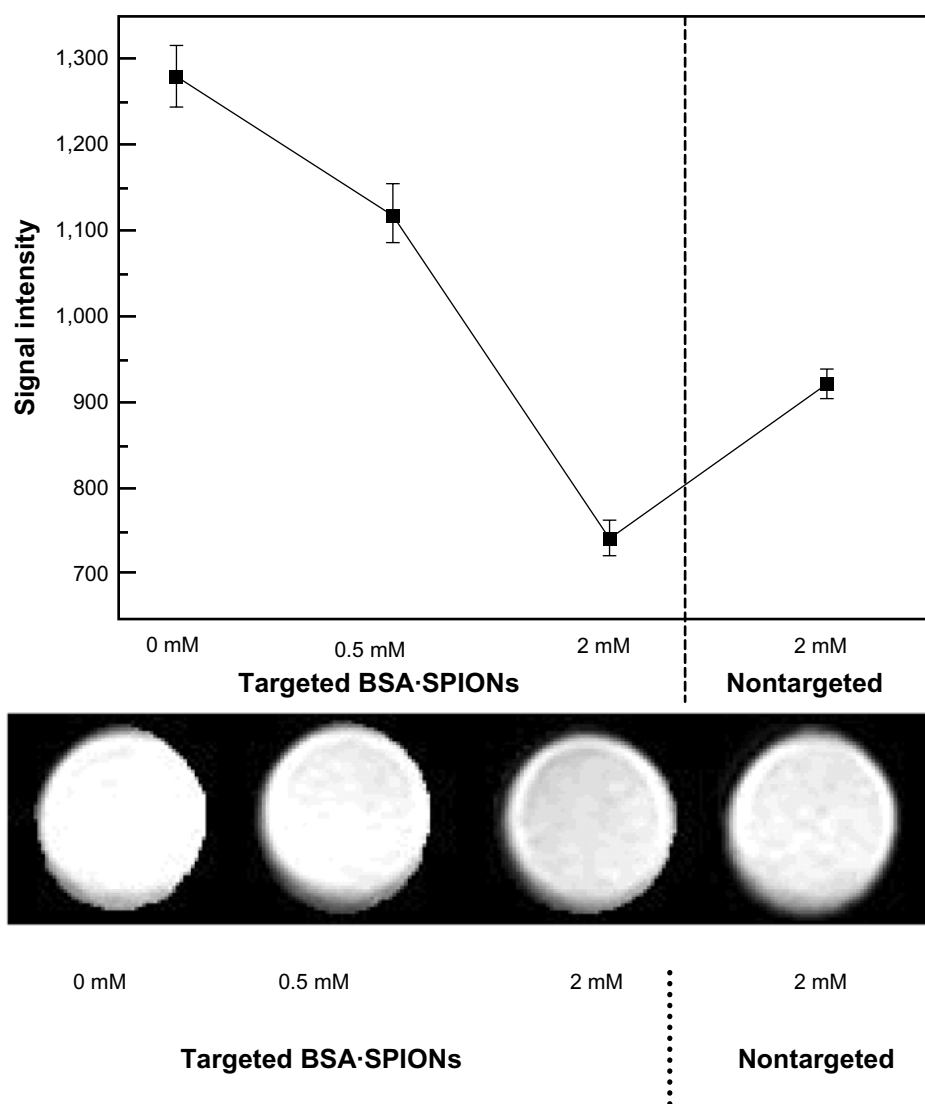 1,300
1,200
1,100
1,000
900
800
700
Signal intensity
0 mM 0.5 mM 2 mM 2 mM
Targeted BSA·SPIONs Nontargeted
0 mM 0.5 mM 2 mM 2 mM
Targeted BSA·SPIONs Nontargeted